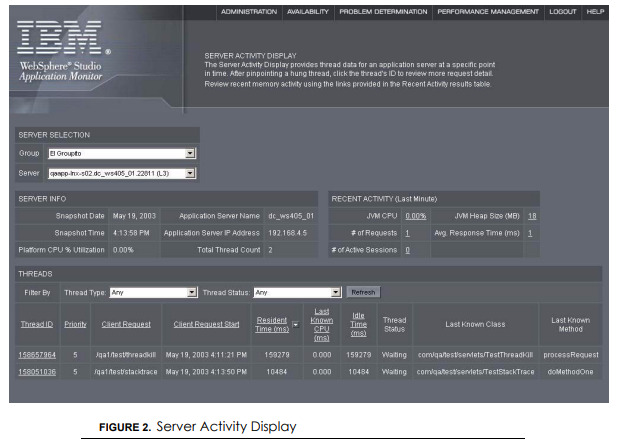 ADMINISTRATION AVAILABILITY PROBLEM DETERMINATION PERFORMANCE MANAGEMENT LOGOUT HELP
IBM®
WebSphere® Studio
Application Monitor
SERVER ACTIVITY DISPLAY
The Server Activity Display provides thread data for an application server at a specific point
in time. After pinpointing a hung thread, click the thread's ID to review more request detail.
Review recent memory activity using the links provided in the Recent Activity results table.
SERVER SELECTION
Group El Groupito
Server qaapp-lnx-s02.dc_ws405_01.22811 (L3)
SERVER INFO
Snapshot Date May 19, 2003 Application Server Name dc_ws405_01
Snapshot Time 4:13:58 PM Application Server IP Address 192.168.4.5
Platform CPU % Utilization 0.00% Total Thread Count 2
RECENT ACTIVITY (Last Minute)
JVM CPU 0.00% JVM Heap Size (MB) 18
# of Requests 1 Avg. Response Time (ms) 1
# of Active Sessions 0
THREADS
Filter By Thread Type: Any Thread Status: Any Refresh
Thread ID Priority Client Request Client Request Start Resident Time (ms) Last Known CPU (ms) Idle Time (ms) Thread Status Last Known Class Last Known Method
158657964 5 /qa1/test/threadkill May 19, 2003 4:11:21 PM 159279 0.000 159279 Waiting com/qa/test/servlets/TestThreadKill processRequest
158051036 5 /qa1/test/stacktrace May 19, 2003 4:13:50 PM 10484 0.000 10484 Waiting com/qa/test/servlets/TestStackTrace doMethodOne
FIGURE 2. Server Activity Display